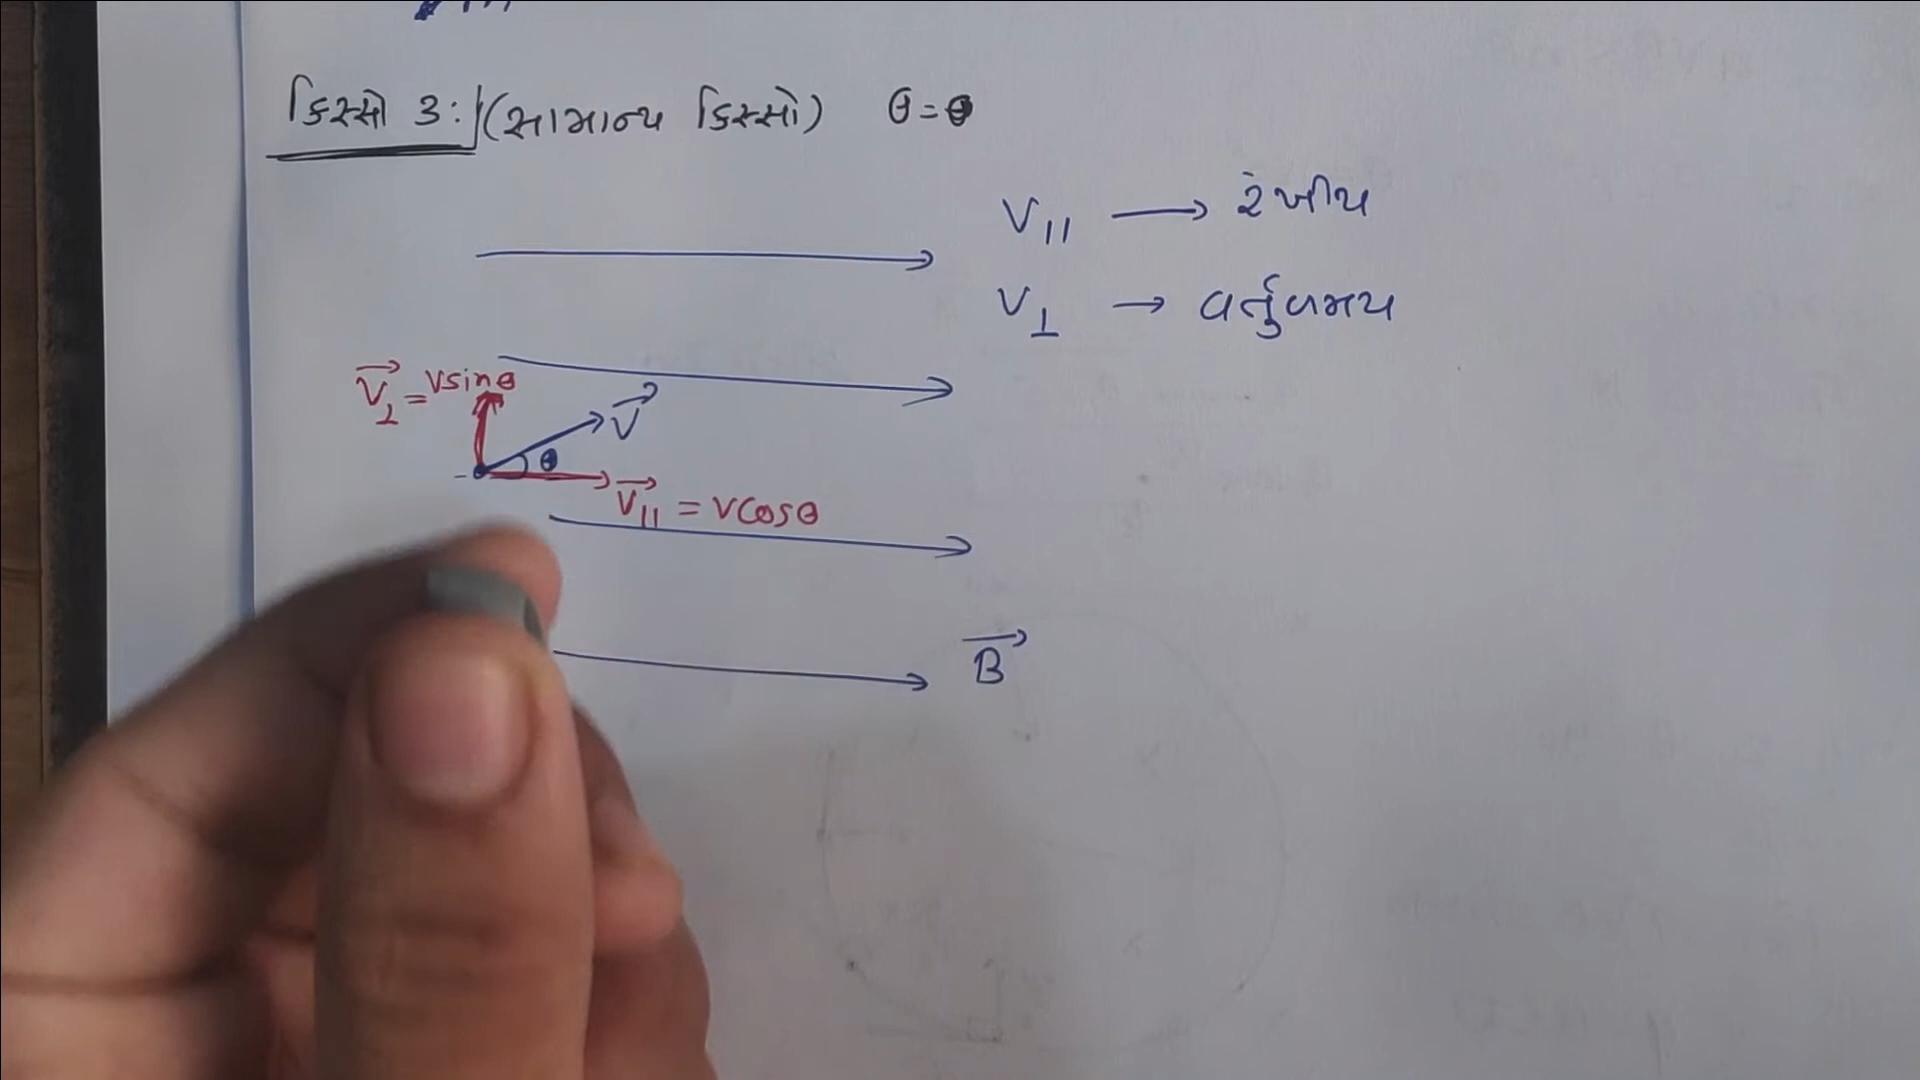 કિસ્સો 3: (સામાન્ય કિસ્સો) θ = θ
V∥ → રેખીય
V⊥ → વર્તુળમય
V⃗⊥ = Vsinθ
V⃗
θ
V⃗∥ = VCosθ
B⃗